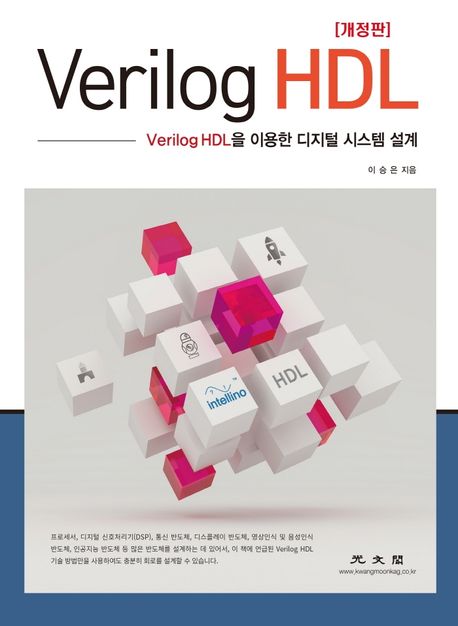 [개정판]
Verilog HDL
Verilog HDL을 이용한 디지털 시스템 설계
이 승 은 지음
HDL
intellino™
프로세서, 디지털 신호처리기(DSP), 통신 반도체, 디스플레이 반도체, 영상인식 및 음성인식
반도체, 인공지능 반도체 등 많은 반도체를 설계하는 데 있어서, 이 책에 언급된 Verilog HDL
기술 방법만을 사용하여도 충분히 회로를 설계할 수 있습니다.
光文閣
www.kwangmoonkag.co.kr